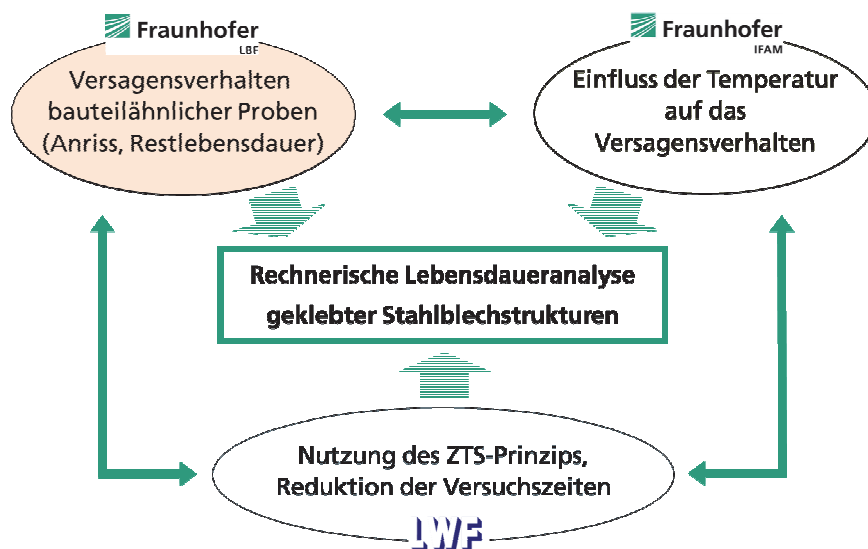 Fraunhofer
LBF
Versagensverhalten
bauteilähnlicher Proben
(Anriss, Restlebensdauer)
Fraunhofer
IFAM
Einfluss der Temperatur
auf das
Versagensverhalten
Rechnerische Lebensdaueranalyse
geklebter Stahlblechstrukturen
Nutzung des ZTS-Prinzips,
Reduktion der Versuchszeiten
LWF